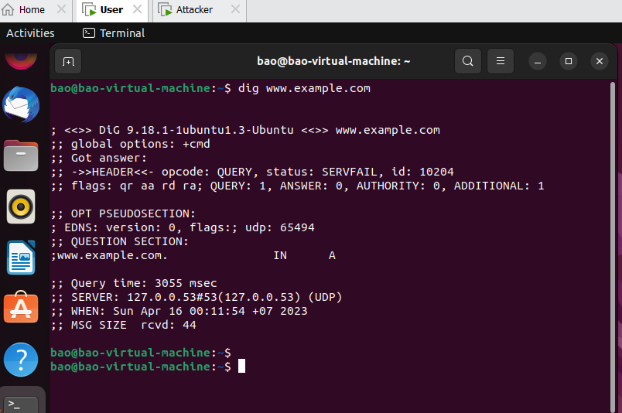 Home User Attacker
Activities Terminal
bao@bao-virtual-machine: ~
bao@bao-virtual-machine:~$ dig www.example.com
; <<>> DiG 9.18.1-1ubuntu1.3-Ubuntu <<>> www.example.com
;; global options: +cmd
;; Got answer:
;; ->>HEADER<<- opcode: QUERY, status: SERVFAIL, id: 10204
;; flags: qr aa rd ra; QUERY: 1, ANSWER: 0, AUTHORITY: 0, ADDITIONAL: 1
;; OPT PSEUDOSECTION:
; EDNS: version: 0, flags:; udp: 65494
;; QUESTION SECTION:
;www.example.com. IN A
;; Query time: 3055 msec
;; SERVER: 127.0.0.53#53(127.0.0.53) (UDP)
;; WHEN: Sun Apr 16 00:11:54 +07 2023
;; MSG SIZE rcvd: 44
bao@bao-virtual-machine:~$
bao@bao-virtual-machine:~$